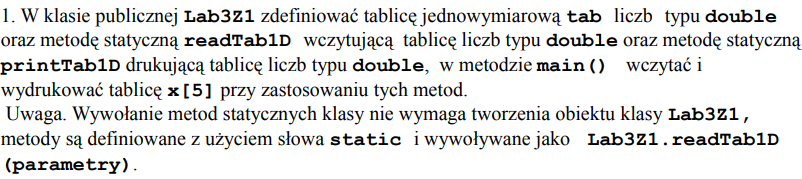 1. W klasie publicznej Lab3Z1 zdefiniować tablicę jednowymiarową tab liczb typu double
oraz metodę statyczną readTab1D wczytującą tablicę liczb typu double oraz metodę statyczną
printTab1D drukującą tablicę liczb typu double, w metodzie main() wczytać i
wydrukować tablicę x[5] przy zastosowaniu tych metod.
Uwaga. Wywołanie metod statycznych klasy nie wymaga tworzenia obiektu klasy Lab3Z1,
metody są definiowane z użyciem słowa static i wywoływane jako Lab3Z1.readTab1D
(parametry).